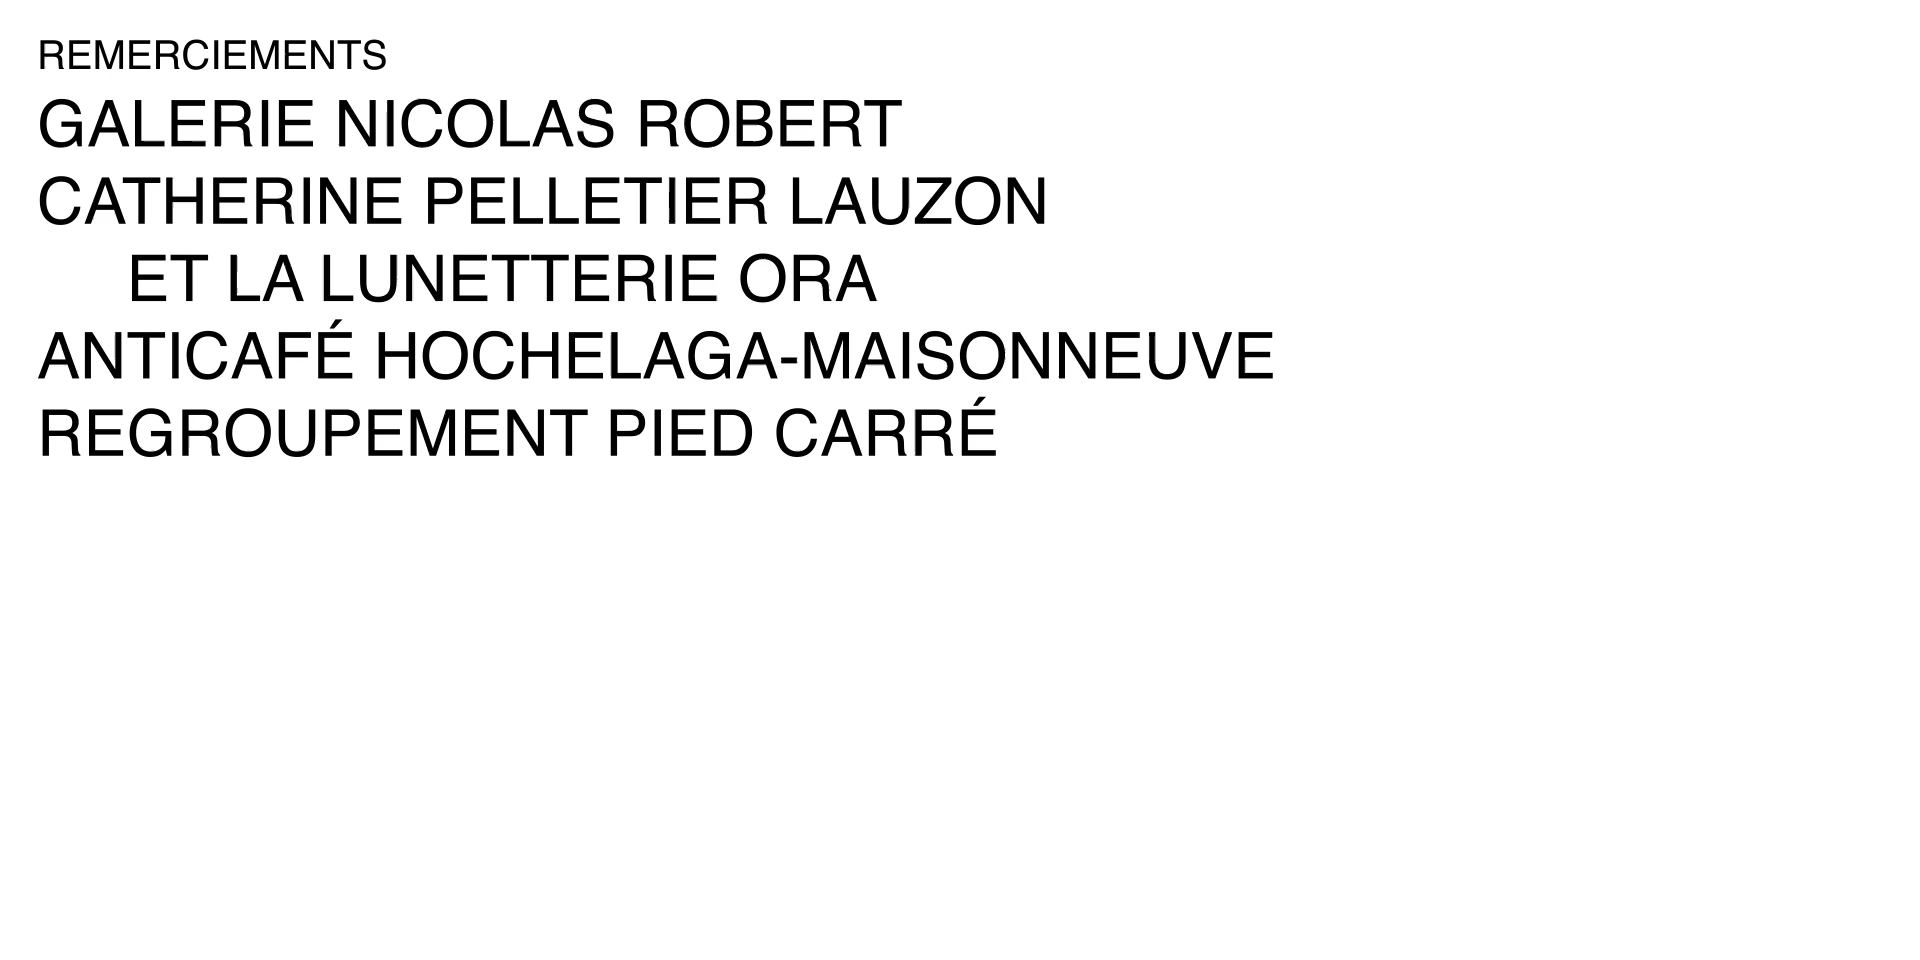 REMERCIEMENTS
GALERIE NICOLAS ROBERT
CATHERINE PELLETIER LAUZON
ET LA LUNETTERIE ORA
ANTICAFÉ HOCHELAGA-MAISONNEUVE
REGROUPEMENT PIED CARRÉ